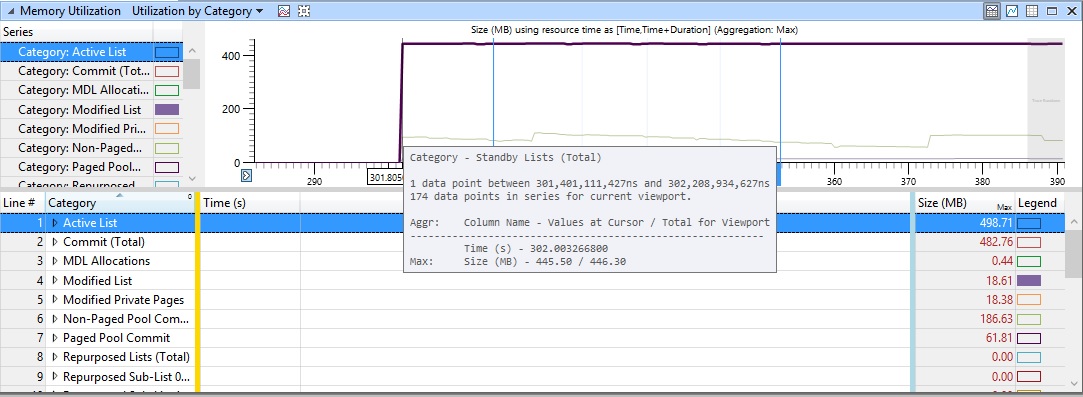 Memory Utilization Utilization by Category
Series
Category: Active List
Category: Commit (Tot...
Category: MDL Allocati...
Category: Modified List
Category: Modified Pri...
Category: Non-Paged...
Category: Paged Pool...
Category: Repurposed
Size (MB) using resource time as [Time,Time+Duration] (Aggregation: Max)
400
200
0
290
301.805
360
370
380
390
Category - Standby Lists (Total)
1 data point between 301,401,111,427ns and 302,208,934,627ns
174 data points in series for current viewport.
Aggr: Column Name - Values at Cursor / Total for Viewport
Time (s) - 302.003266800
Max: Size (MB) - 445.50 / 446.30
Line # Category Time (s) Size (MB) Max Legend
1 Active List 498.71
2 Commit (Total) 482.76
3 MDL Allocations 0.44
4 Modified List 18.61
5 Modified Private Pages 18.38
6 Non-Paged Pool Com... 186.63
7 Paged Pool Commit 61.81
8 Repurposed Lists (Total) 0.00
9 Repurposed Sub-List 0... 0.00